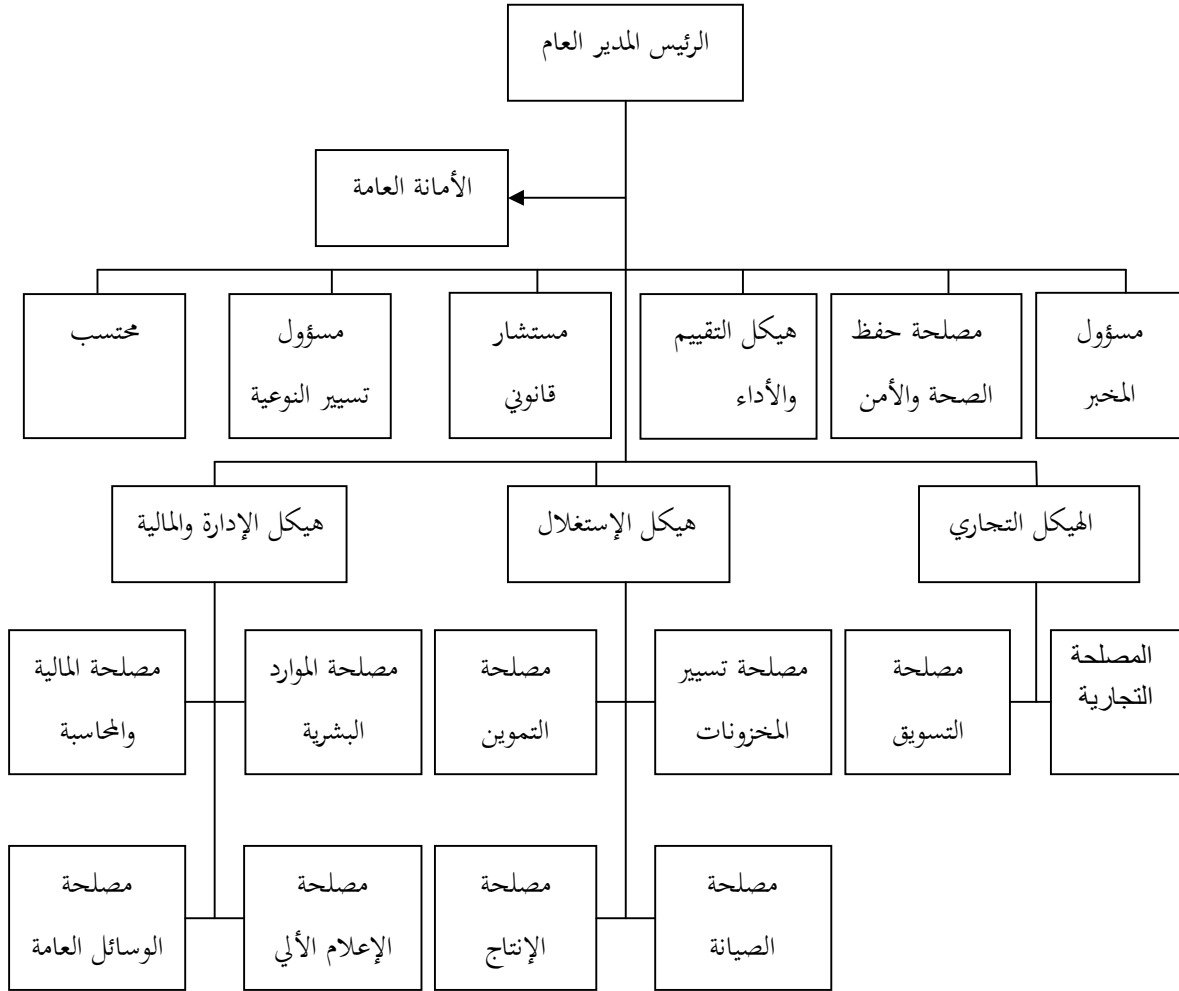 الرئيس المدير العام
الأمانة العامة
مسؤول
المخبر
مصلحة حفظ
الصحة والأمن
هيكل التقييم
والأداء
مستشار
قانوني
مسؤول
تسيير النوعية
محتسب
الهيكل التجاري
هيكل الإستغلال
هيكل الإدارة والمالية
المصلحة
التجارية
مصلحة
التسويق
مصلحة تسيير
المخزونات
مصلحة
التموين
مصلحة الموارد
البشرية
مصلحة المالية
والمحاسبة
مصلحة
الصيانة
مصلحة
الإنتاج
مصلحة
الإعلام الألي
مصلحة
الوسائل العامة